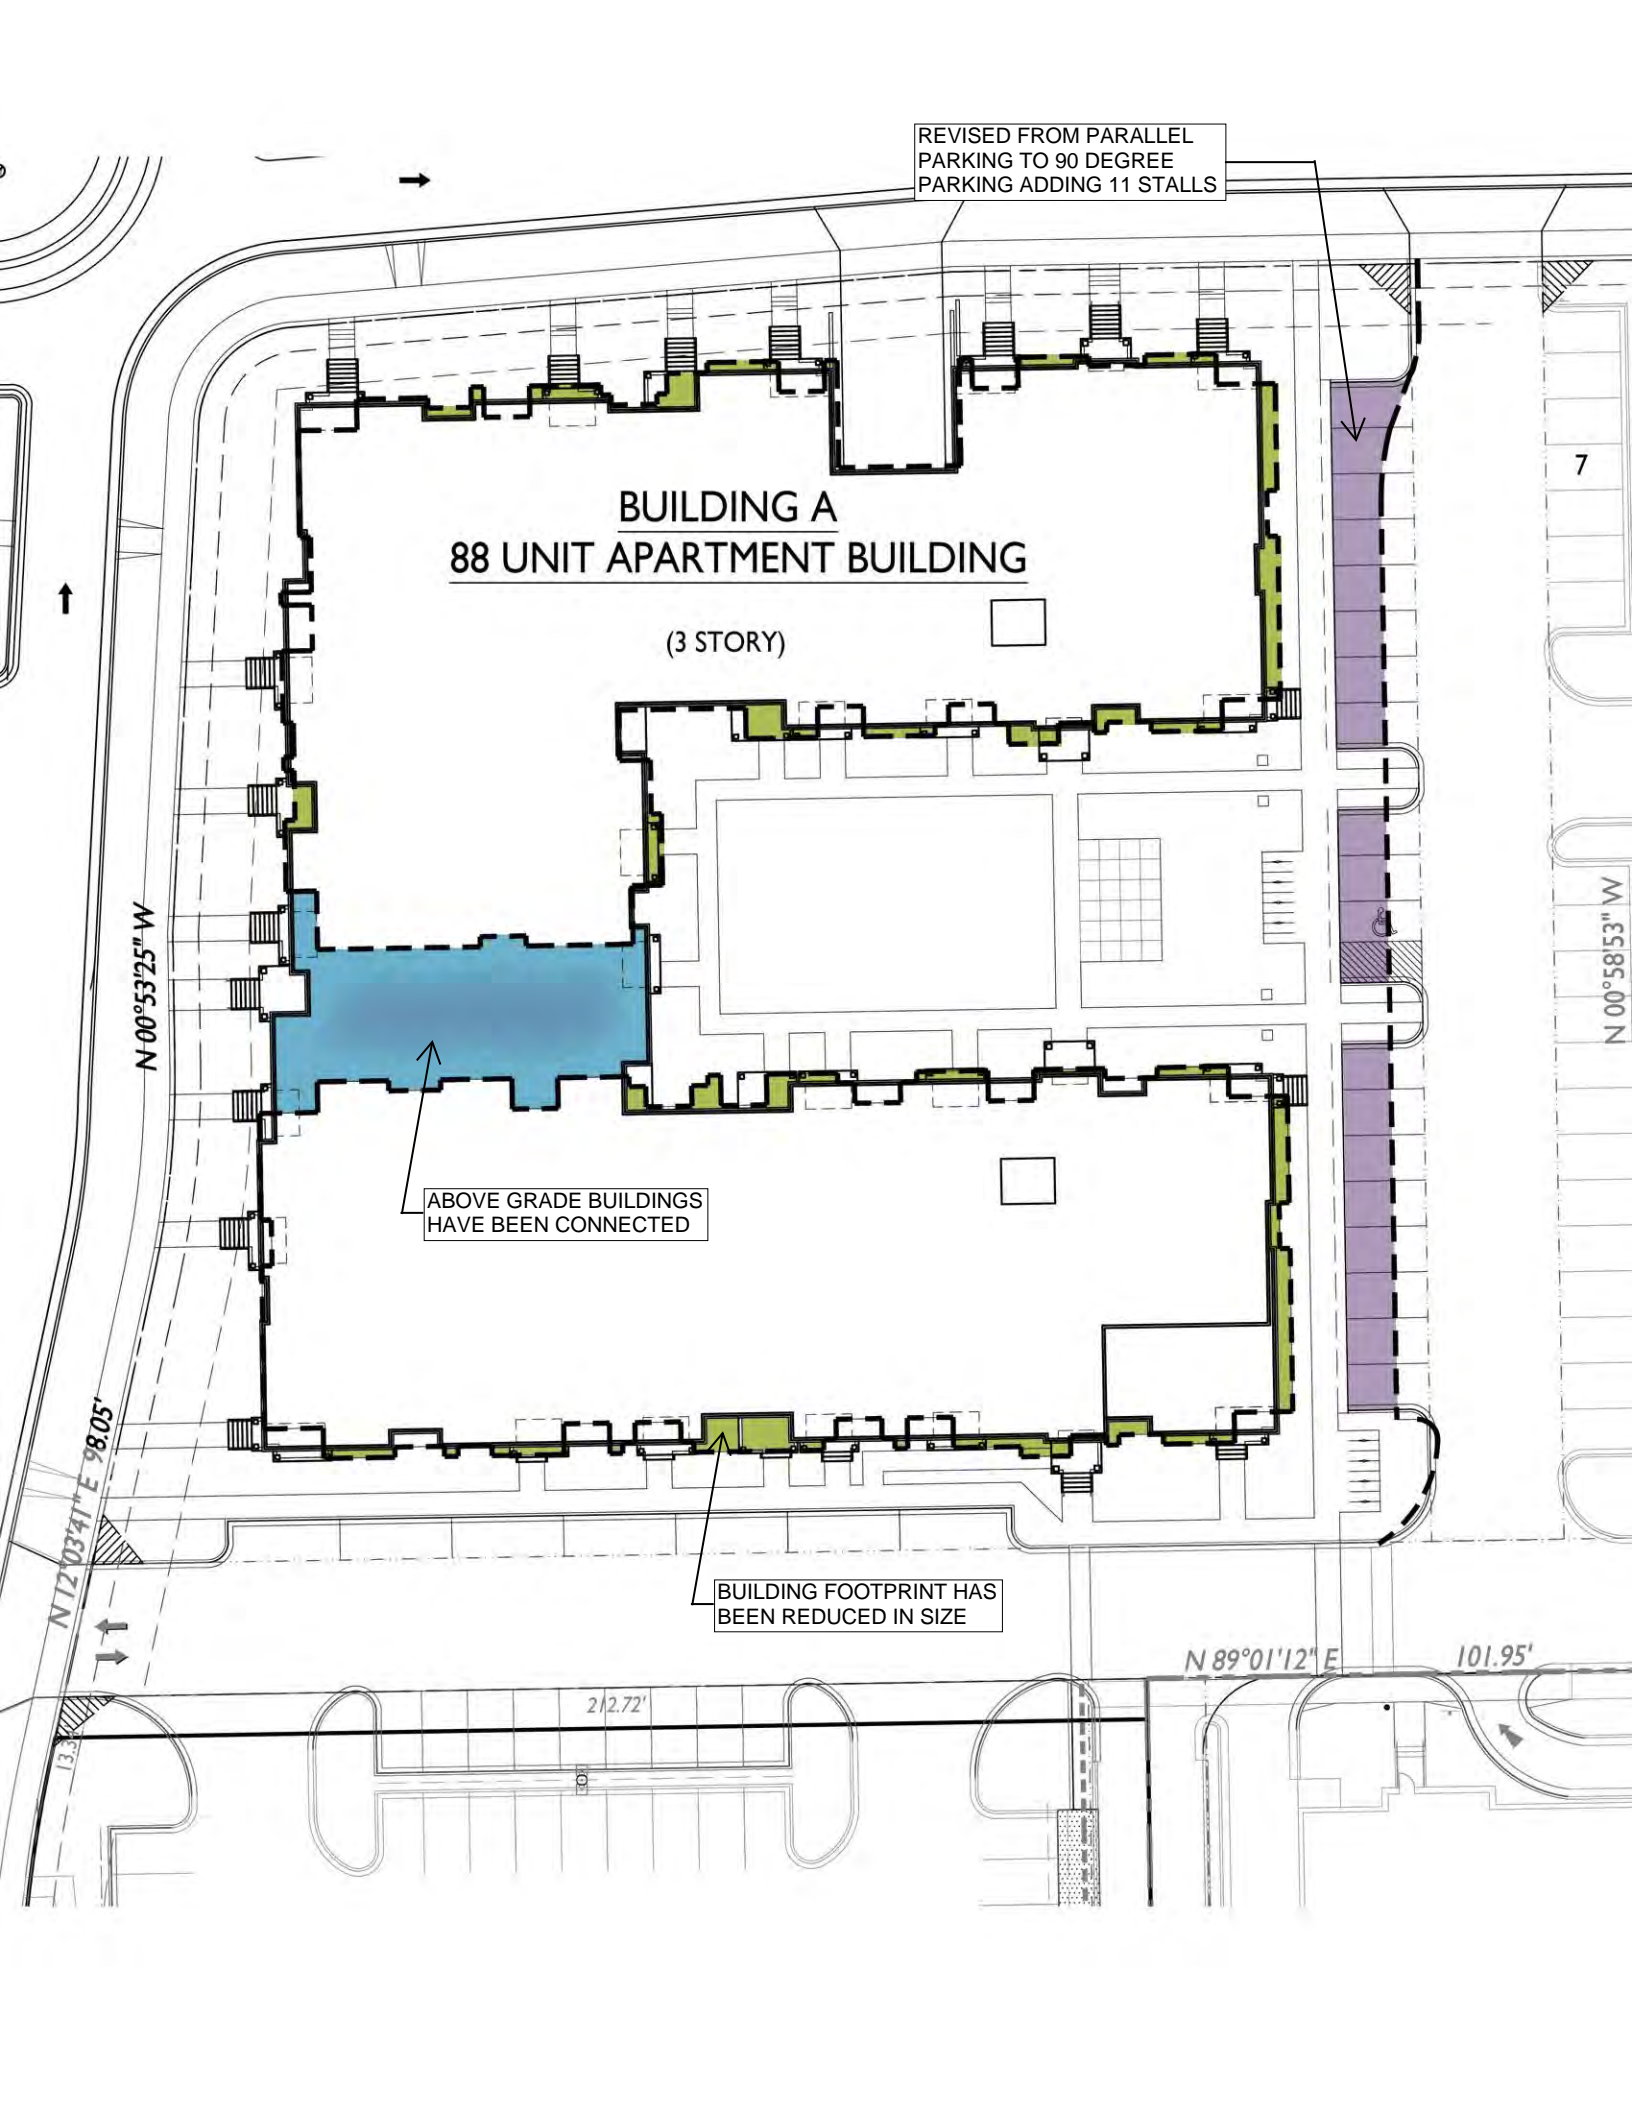 REVISED FROM PARALLEL
PARKING TO 90 DEGREE
PARKING ADDING 11 STALLS
7
BUILDING A
88 UNIT APARTMENT BUILDING
(3 STORY)
N 00°53'25" W
N 00°58'53" W
ABOVE GRADE BUILDINGS
HAVE BEEN CONNECTED
N 12°03'41" E 98.05'
BUILDING FOOTPRINT HAS
BEEN REDUCED IN SIZE
N 89°01'12" E 101.95'
212.72'